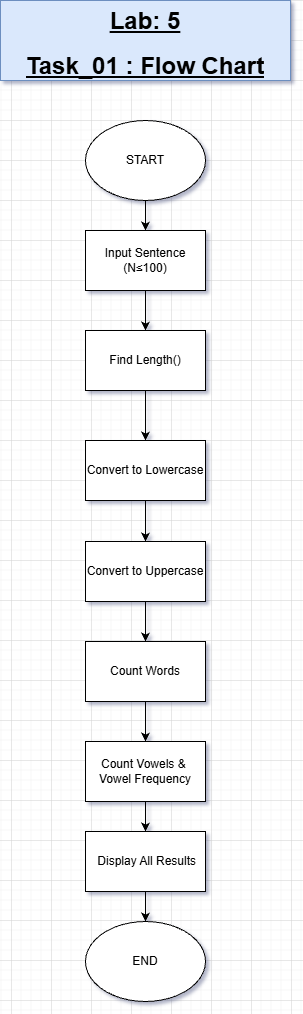 Lab: 5
Task_01 : Flow Chart
START
Input Sentence
(N≤100)
Find Length()
Convert to Lowercase
Convert to Uppercase
Count Words
Count Vowels &
Vowel Frequency
Display All Results
END